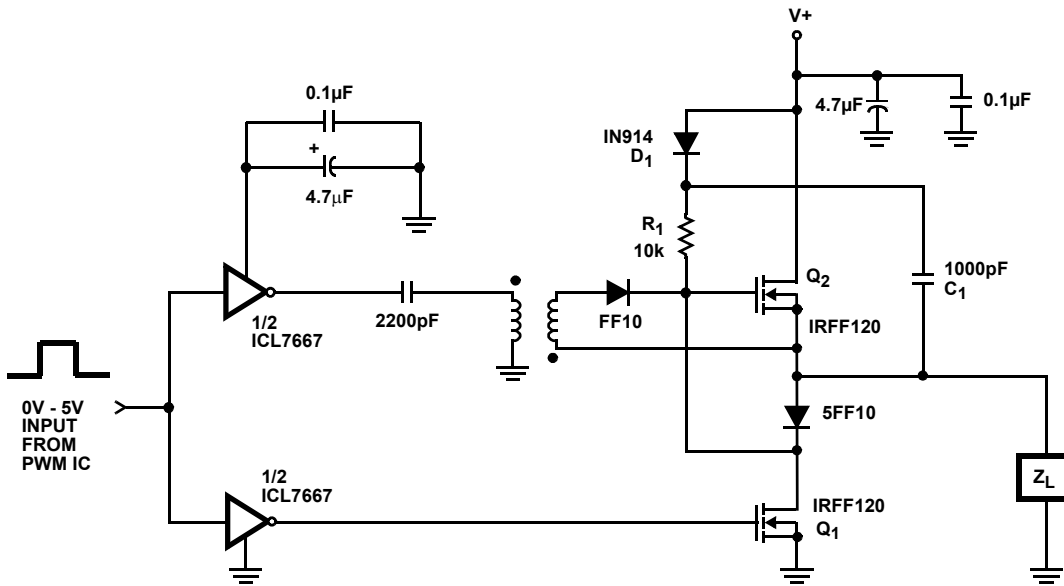 V+
0.1µF
+
4.7µF
4.7µF
0.1µF
IN914
D1
R1
10k
1000pF
C1
Q2
IRFF120
1/2
ICL7667
2200pF
FF10
5FF10
0V - 5V
INPUT
FROM
PWM IC
1/2
ICL7667
IRFF120
Q1
ZL